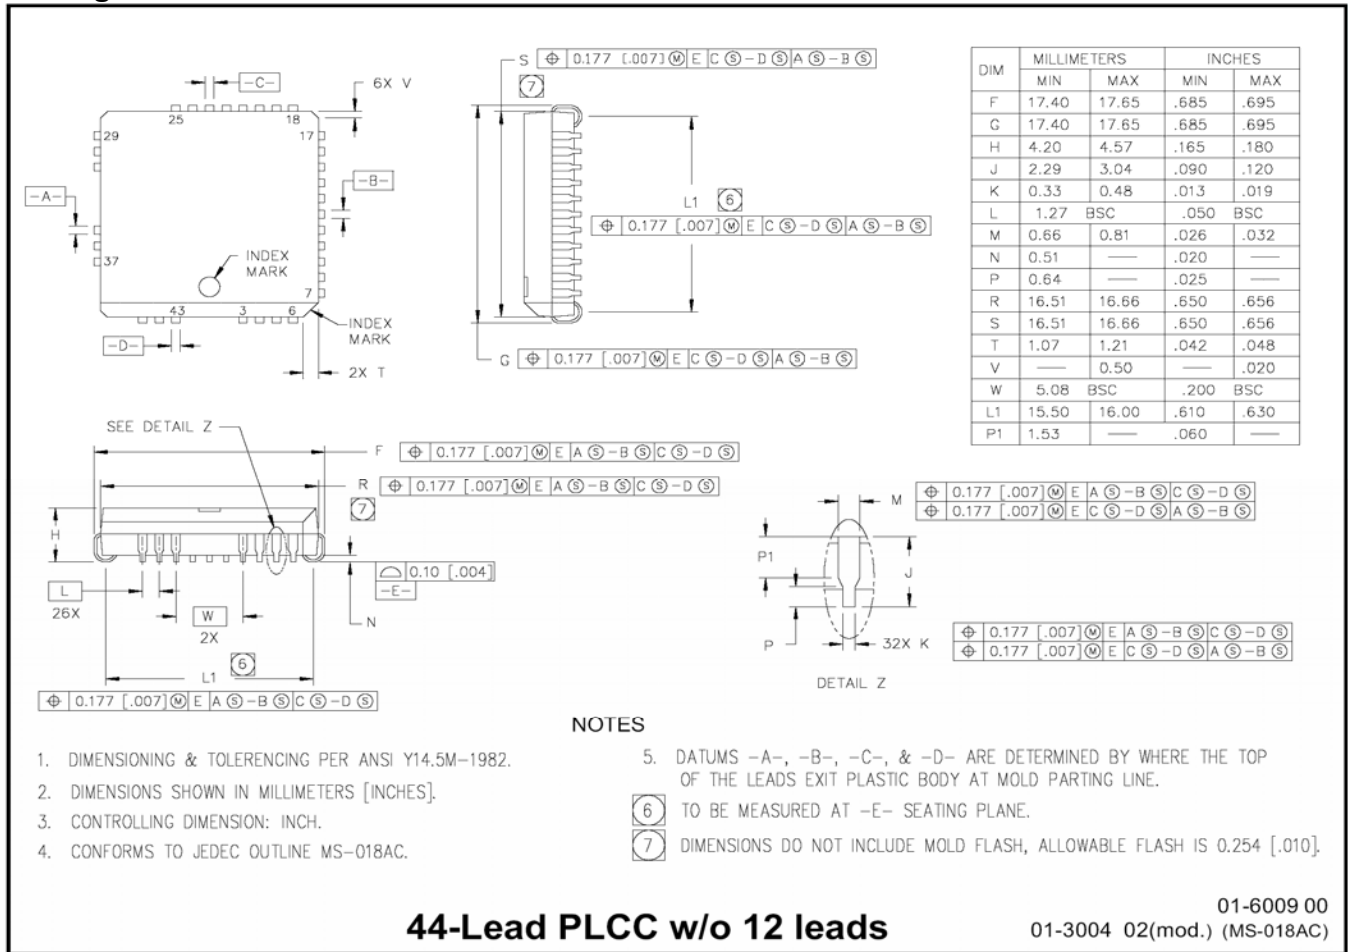 -C-
6X V
25
18
29
17
-A-
-B-
37
INDEX
MARK
7
43
3
6
INDEX
MARK
-D-
2X T
S ⌖ 0.177 [.007]Ⓜ E C Ⓢ-D Ⓢ A Ⓢ-B Ⓢ
7
L1 6
⌖ 0.177 [.007]Ⓜ E C Ⓢ-D Ⓢ A Ⓢ-B Ⓢ
G ⌖ 0.177 [.007]Ⓜ E C Ⓢ-D Ⓢ A Ⓢ-B Ⓢ
DIM MILLIMETERS INCHES
MIN MAX MIN MAX
F 17.40 17.65 .685 .695
G 17.40 17.65 .685 .695
H 4.20 4.57 .165 .180
J 2.29 3.04 .090 .120
K 0.33 0.48 .013 .019
L 1.27 BSC .050 BSC
M 0.66 0.81 .026 .032
N 0.51 — .020 —
P 0.64 — .025 —
R 16.51 16.66 .650 .656
S 16.51 16.66 .650 .656
T 1.07 1.21 .042 .048
V — 0.50 — .020
W 5.08 BSC .200 BSC
L1 15.50 16.00 .610 .630
P1 1.53 — .060 —
SEE DETAIL Z
F ⌖ 0.177 [.007]Ⓜ E A Ⓢ-B Ⓢ C Ⓢ-D Ⓢ
R ⌖ 0.177 [.007]Ⓜ E A Ⓢ-B Ⓢ C Ⓢ-D Ⓢ
7
H
⌓ 0.10 [.004]
-E-
L
26X
W
2X
N
L1 6
⌖ 0.177 [.007]Ⓜ E A Ⓢ-B Ⓢ C Ⓢ-D Ⓢ
M ⌖ 0.177 [.007]Ⓜ E A Ⓢ-B Ⓢ C Ⓢ-D Ⓢ
⌖ 0.177 [.007]Ⓜ E C Ⓢ-D Ⓢ A Ⓢ-B Ⓢ
P1
J
P
32X K
⌖ 0.177 [.007]Ⓜ E A Ⓢ-B Ⓢ C Ⓢ-D Ⓢ
⌖ 0.177 [.007]Ⓜ E C Ⓢ-D Ⓢ A Ⓢ-B Ⓢ
DETAIL Z
NOTES
1. DIMENSIONING & TOLERENCING PER ANSI Y14.5M-1982.
2. DIMENSIONS SHOWN IN MILLIMETERS [INCHES].
3. CONTROLLING DIMENSION: INCH.
4. CONFORMS TO JEDEC OUTLINE MS-018AC.
5. DATUMS -A-, -B-, -C-, & -D- ARE DETERMINED BY WHERE THE TOP
OF THE LEADS EXIT PLASTIC BODY AT MOLD PARTING LINE.
6 TO BE MEASURED AT -E- SEATING PLANE.
7 DIMENSIONS DO NOT INCLUDE MOLD FLASH, ALLOWABLE FLASH IS 0.254 [.010].
44-Lead PLCC w/o 12 leads
01-6009 00
01-3004 02(mod.) (MS-018AC)